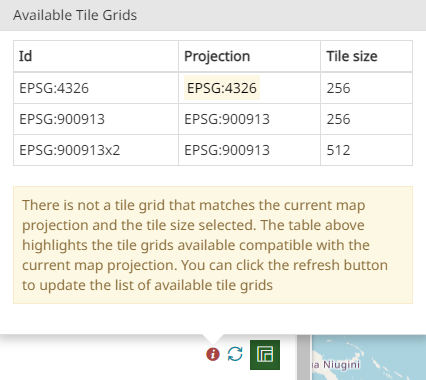 Available Tile Grids
Id Projection Tile size
EPSG:4326 EPSG:4326 256
EPSG:900913 EPSG:900913 256
EPSG:900913x2 EPSG:900913 512
There is not a tile grid that matches the current map
projection and the tile size selected. The table above
highlights the tile grids available compatible with the
current map projection. You can click the refresh button
to update the list of available tile grids
Niugini